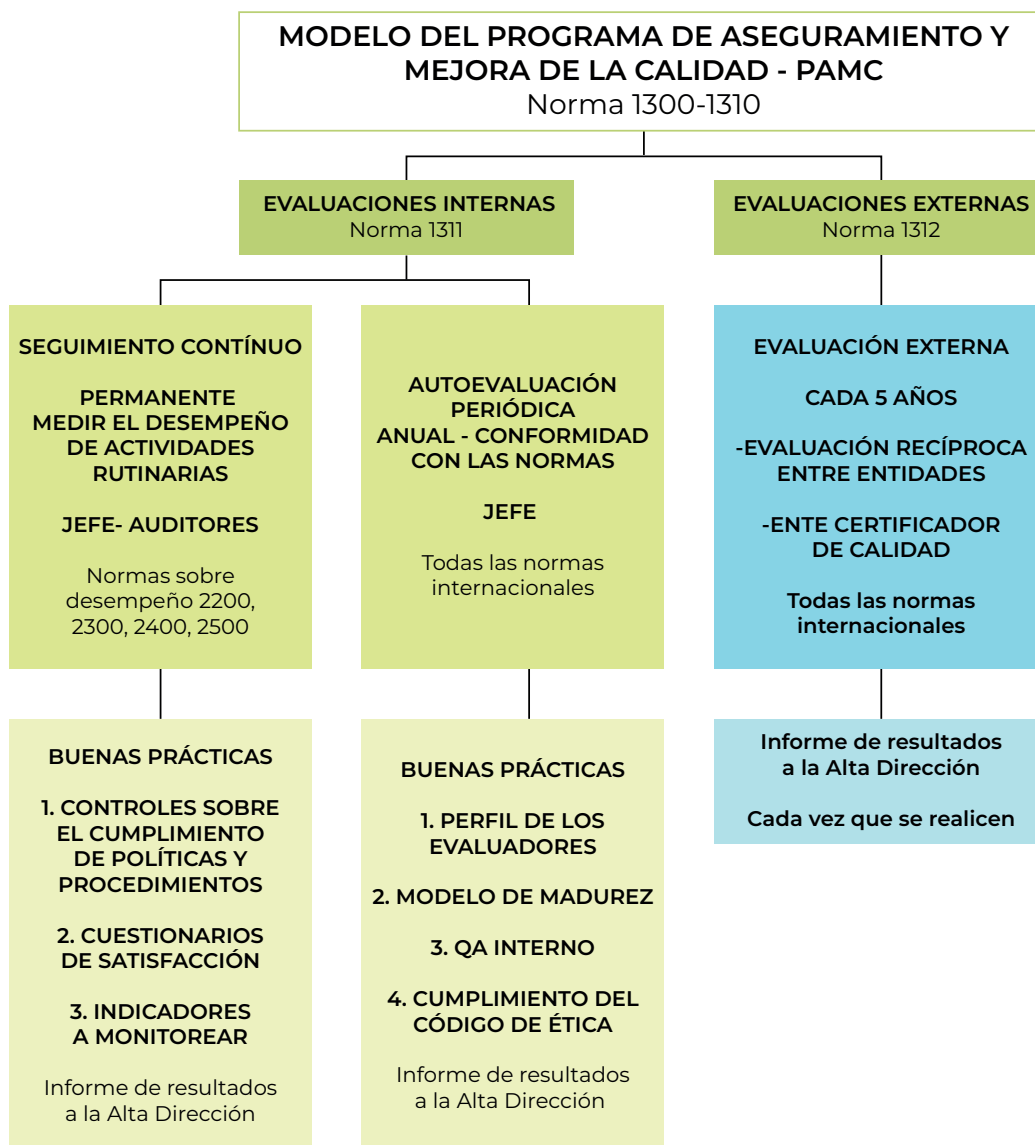 MODELO DEL PROGRAMA DE ASEGURAMIENTO Y
MEJORA DE LA CALIDAD - PAMC
Norma 1300-1310
EVALUACIONES INTERNAS
Norma 1311
EVALUACIONES EXTERNAS
Norma 1312
SEGUIMIENTO CONTÍNUO
PERMANENTE
MEDIR EL DESEMPEÑO
DE ACTIVIDADES
RUTINARIAS
JEFE- AUDITORES
Normas sobre
desempeño 2200,
2300, 2400, 2500
AUTOEVALUACIÓN
PERIÓDICA
ANUAL - CONFORMIDAD
CON LAS NORMAS
JEFE
Todas las normas
internacionales
EVALUACIÓN EXTERNA
CADA 5 AÑOS
-EVALUACIÓN RECÍPROCA
ENTRE ENTIDADES
-ENTE CERTIFICADOR
DE CALIDAD
Todas las normas
internacionales
BUENAS PRÁCTICAS
1. CONTROLES SOBRE
EL CUMPLIMIENTO
DE POLÍTICAS Y
PROCEDIMIENTOS
2. CUESTIONARIOS
DE SATISFACCIÓN
3. INDICADORES
A MONITOREAR
Informe de resultados
a la Alta Dirección
BUENAS PRÁCTICAS
1. PERFIL DE LOS
EVALUADORES
2. MODELO DE MADUREZ
3. QA INTERNO
4. CUMPLIMIENTO DEL
CÓDIGO DE ÉTICA
Informe de resultados
a la Alta Dirección
Informe de resultados
a la Alta Dirección
Cada vez que se realicen